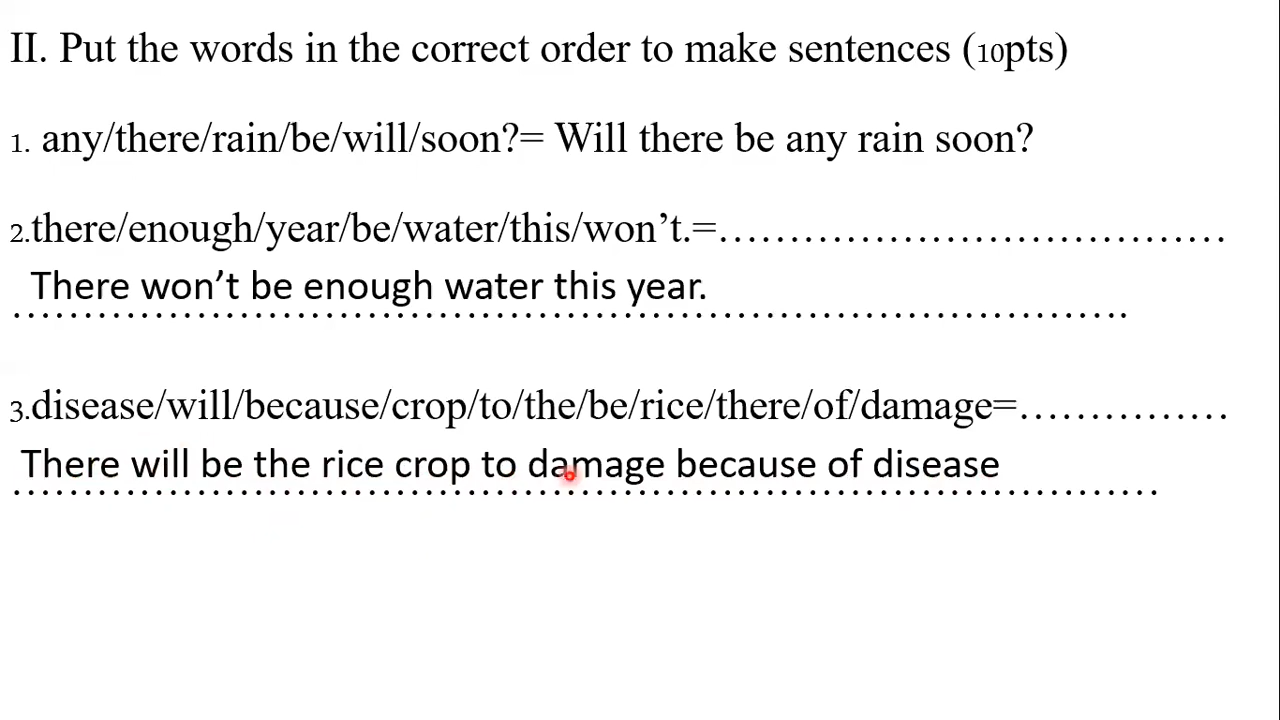 II. Put the words in the correct order to make sentences (10pts)
1. any/there/rain/be/will/soon?= Will there be any rain soon?
2.there/enough/year/be/water/this/won’t.=………………………………
There won’t be enough water this year.
…………………………………………………………………….
3.disease/will/because/crop/to/the/be/rice/there/of/damage=……………
There will be the rice crop to damage because of disease
………………………………………………………………………